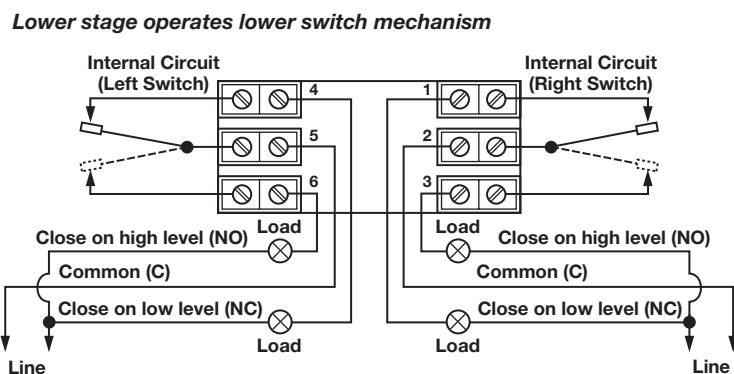 Lower stage operates lower switch mechanism
Internal Circuit
(Left Switch)
Internal Circuit
(Right Switch)
4
1
5
2
6
3
Load
Load
Close on high level (NO)
Close on high level (NO)
Common (C)
Common (C)
Close on low level (NC)
Close on low level (NC)
Load
Load
Line
Line